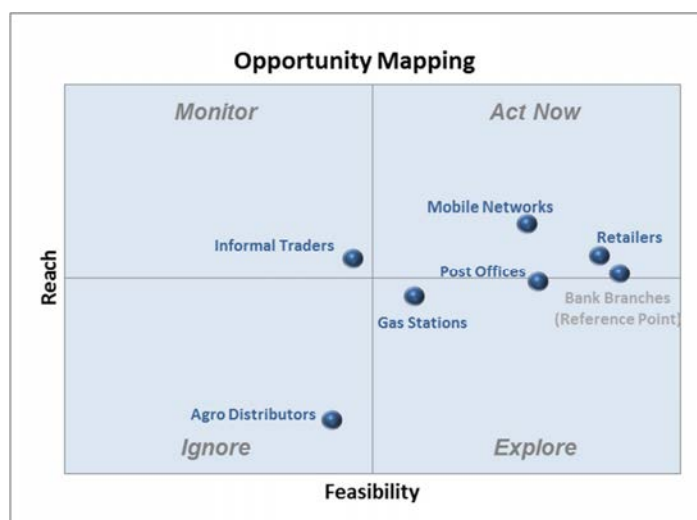 Opportunity Mapping
Monitor
Act Now
Mobile Networks
Informal Traders
Retailers
Reach
Post Offices
Bank Branches
(Reference Point)
Gas Stations
Agro Distributors
Ignore
Explore
Feasibility